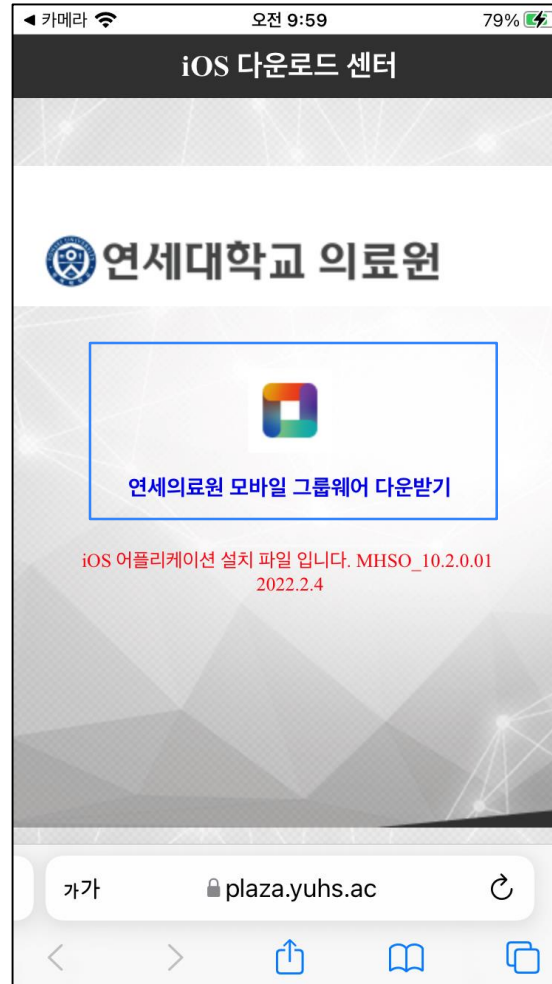 ◀ 카메라 오전 9:59 79%
iOS 다운로드 센터
연세대학교 의료원
연세의료원 모바일 그룹웨어 다운받기
iOS 어플리케이션 설치 파일 입니다. MHSO_10.2.0.01
2022.2.4
가가 plaza.yuhs.ac